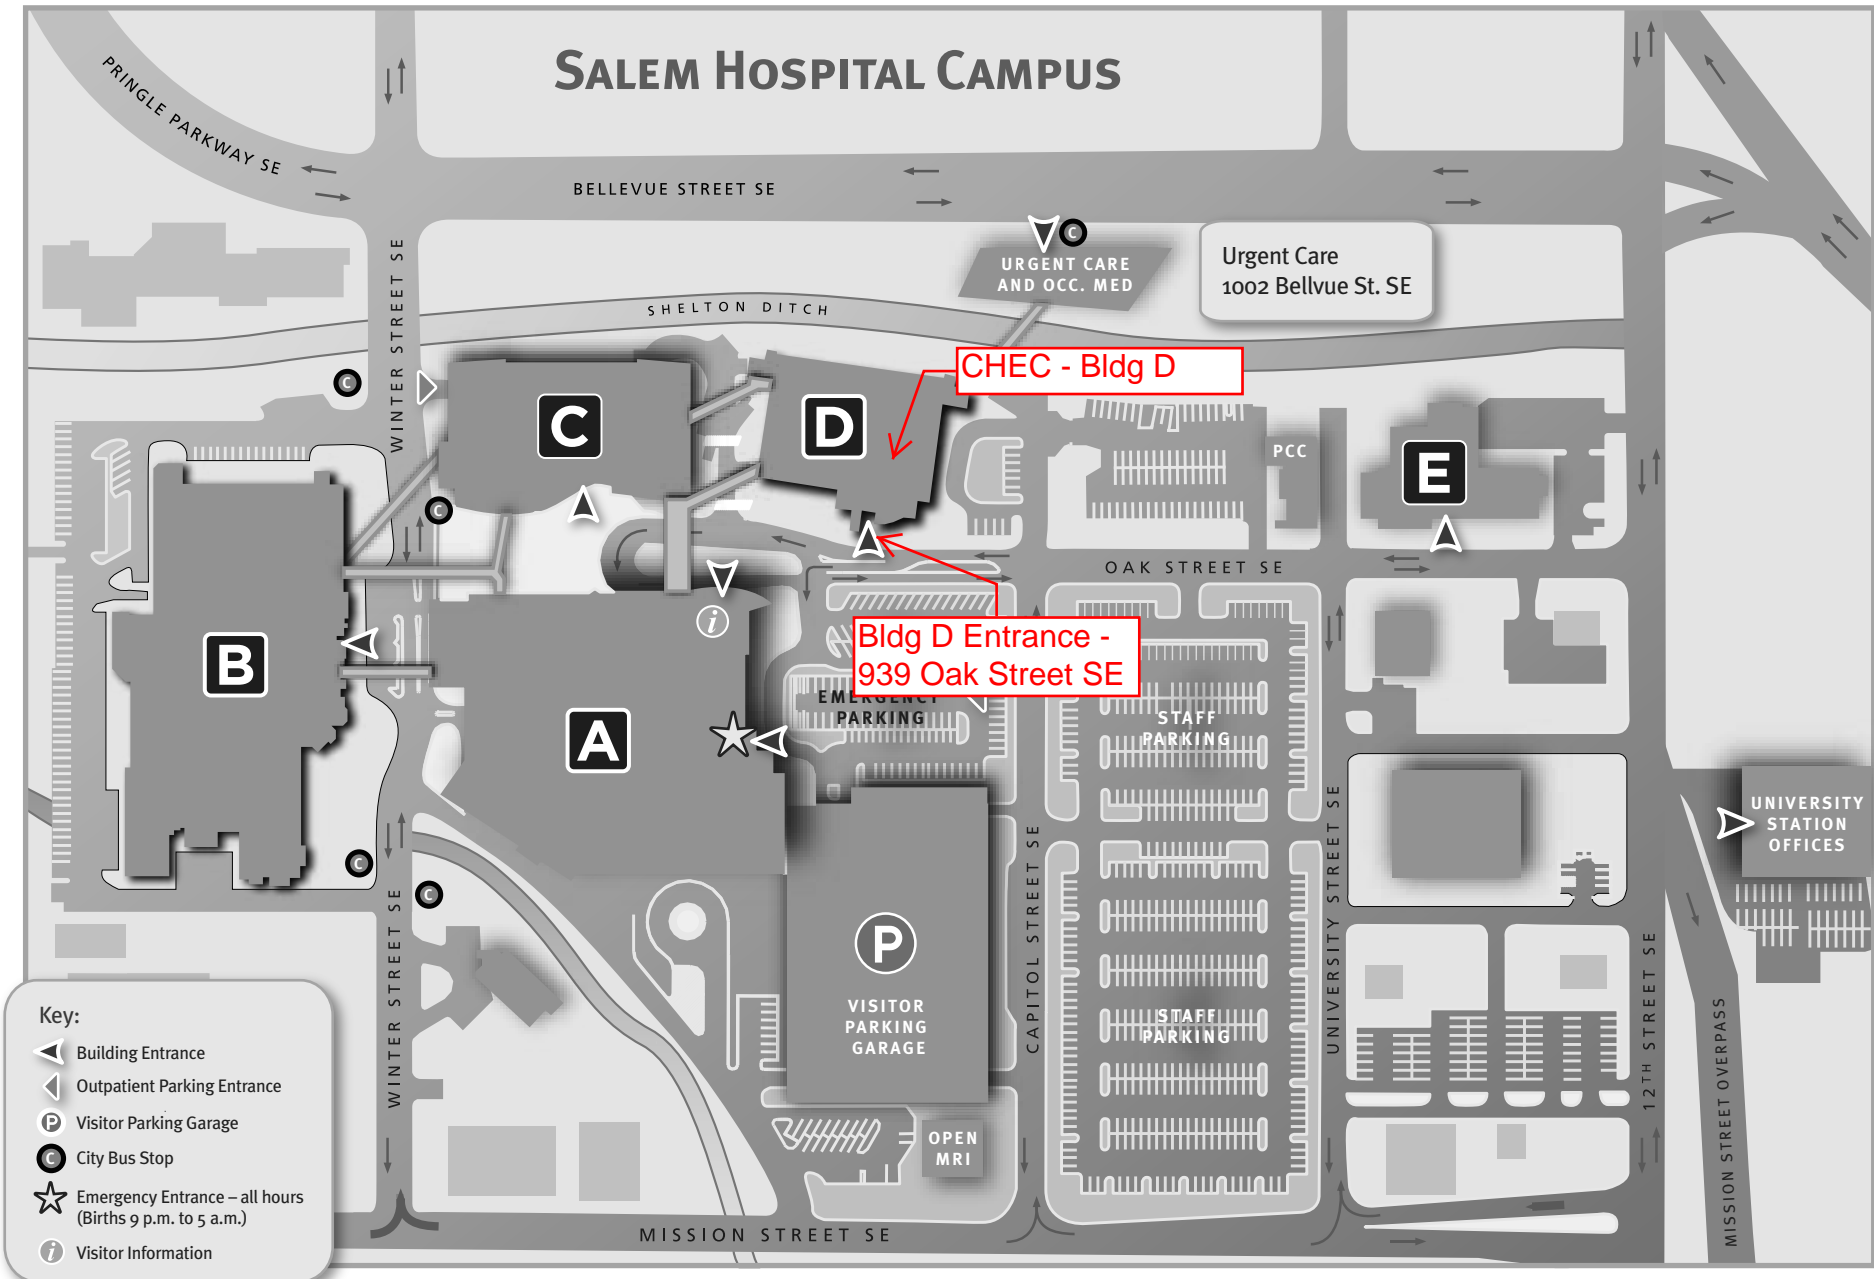 SALEM HOSPITAL CAMPUS
PRINGLE PARKWAY SE
BELLEVUE STREET SE
WINTER STREET SE
C
URGENT CARE
AND OCC. MED
Urgent Care
1002 Bellvue St. SE
SHELTON DITCH
CHEC - Bldg D
C
C
D
PCC
E
C
OAK STREET SE
i
Bldg D Entrance -
939 Oak Street SE
B
EMERGENCY
PARKING
A
STAFF
PARKING
UNIVERSITY
STATION
OFFICES
C
C
WINTER STREET SE
P
VISITOR
PARKING
GARAGE
CAPITOL STREET SE
STAFF
PARKING
UNIVERSITY STREET SE
12TH STREET SE
MISSION STREET OVERPASS
OPEN
MRI
MISSION STREET SE
Key:
Building Entrance
Outpatient Parking Entrance
P Visitor Parking Garage
C City Bus Stop
Emergency Entrance – all hours
(Births 9 p.m. to 5 a.m.)
i Visitor Information